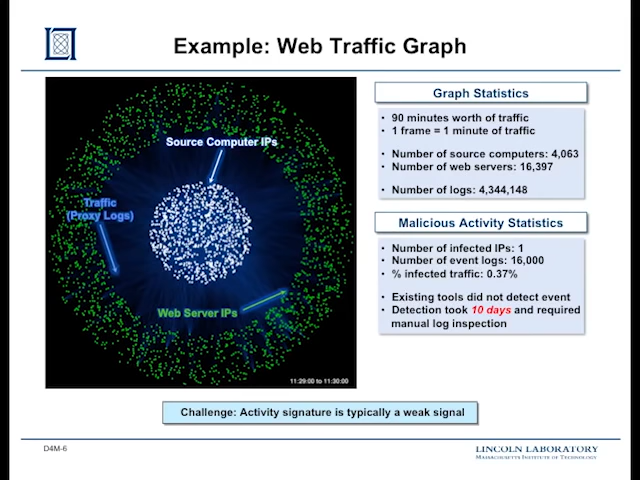 Example: Web Traffic Graph
Source Computer IPs
Traffic
(Proxy Logs)
Web Server IPs
11:29:00 to 11:30:00
Graph Statistics
• 90 minutes worth of traffic
• 1 frame = 1 minute of traffic
• Number of source computers: 4,063
• Number of web servers: 16,397
• Number of logs: 4,344,148
Malicious Activity Statistics
• Number of infected IPs: 1
• Number of event logs: 16,000
• % infected traffic: 0.37%
• Existing tools did not detect event
• Detection took 10 days and required
manual log inspection
Challenge: Activity signature is typically a weak signal
D4M-6
LINCOLN LABORATORY
MASSACHUSETTS INSTITUTE OF TECHNOLOGY